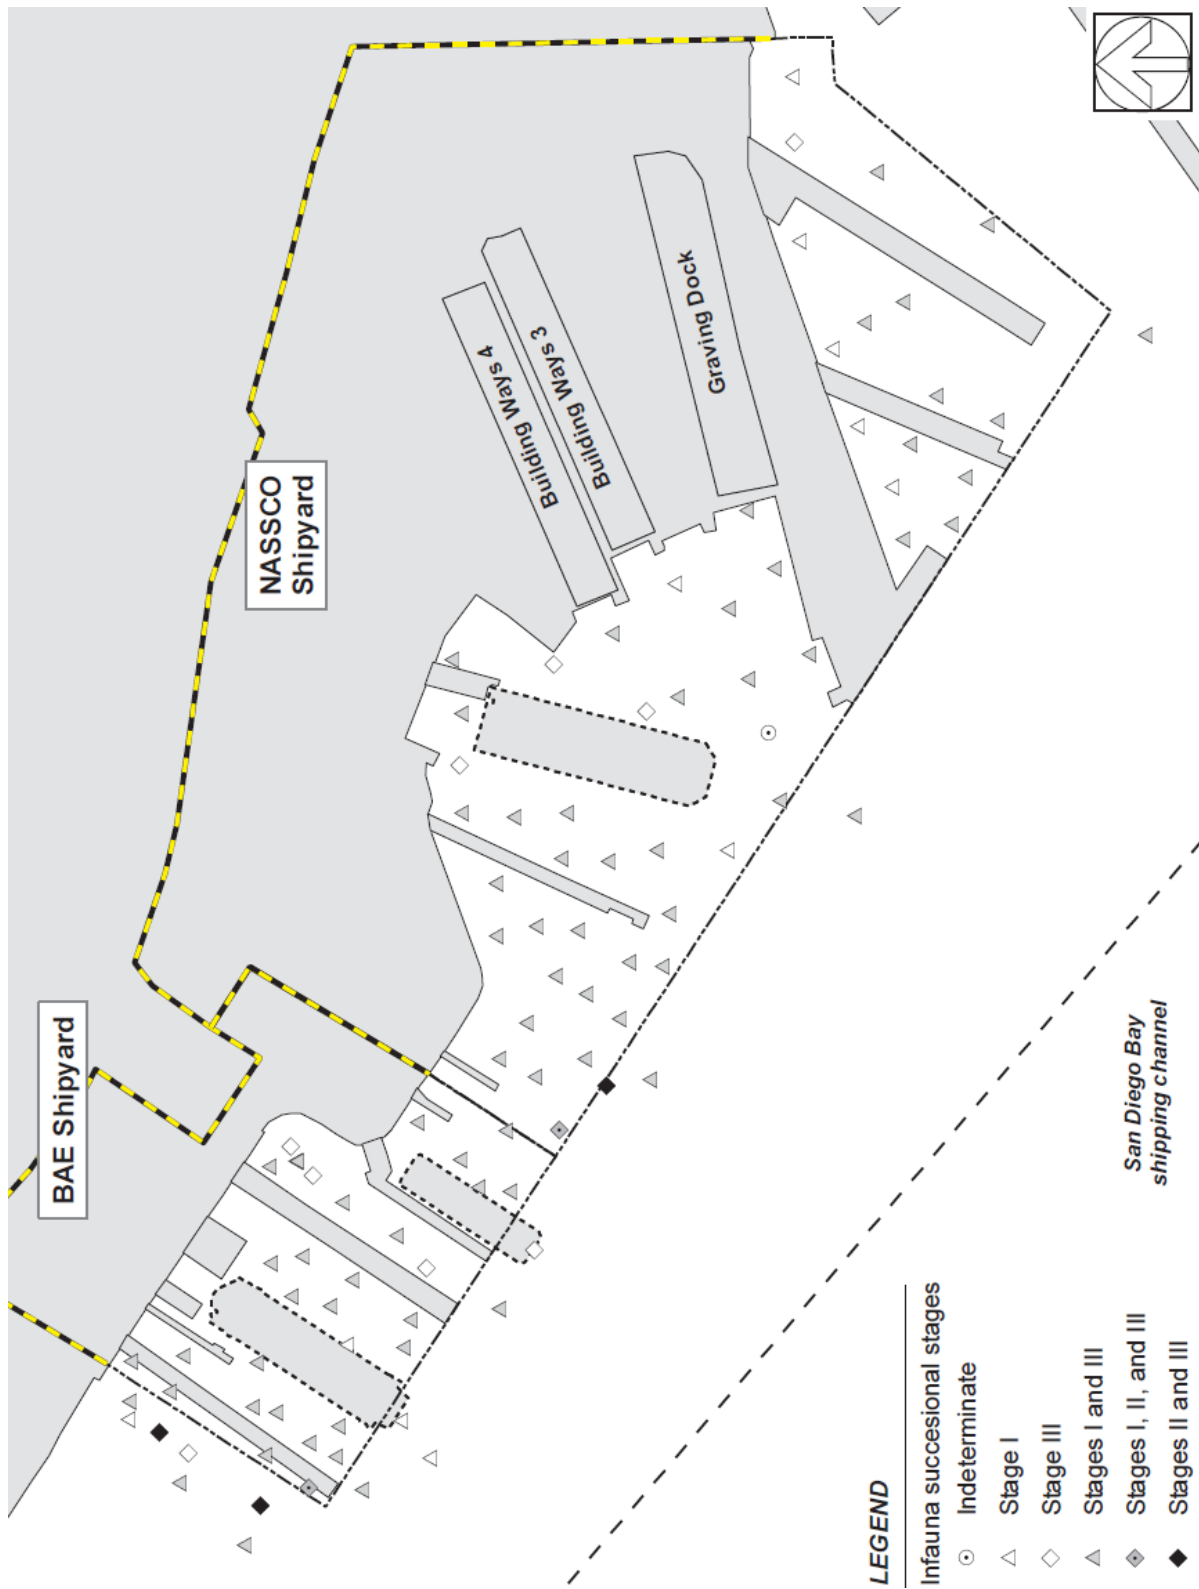 BAE Shipyard
NASSCO
Shipyard
Building Ways 4
Building Ways 3
Graving Dock
San Diego Bay
shipping channel
LEGEND
Infauna succesional stages
Indeterminate
Stage I
Stage III
Stages I and III
Stages I, II, and III
Stages II and III